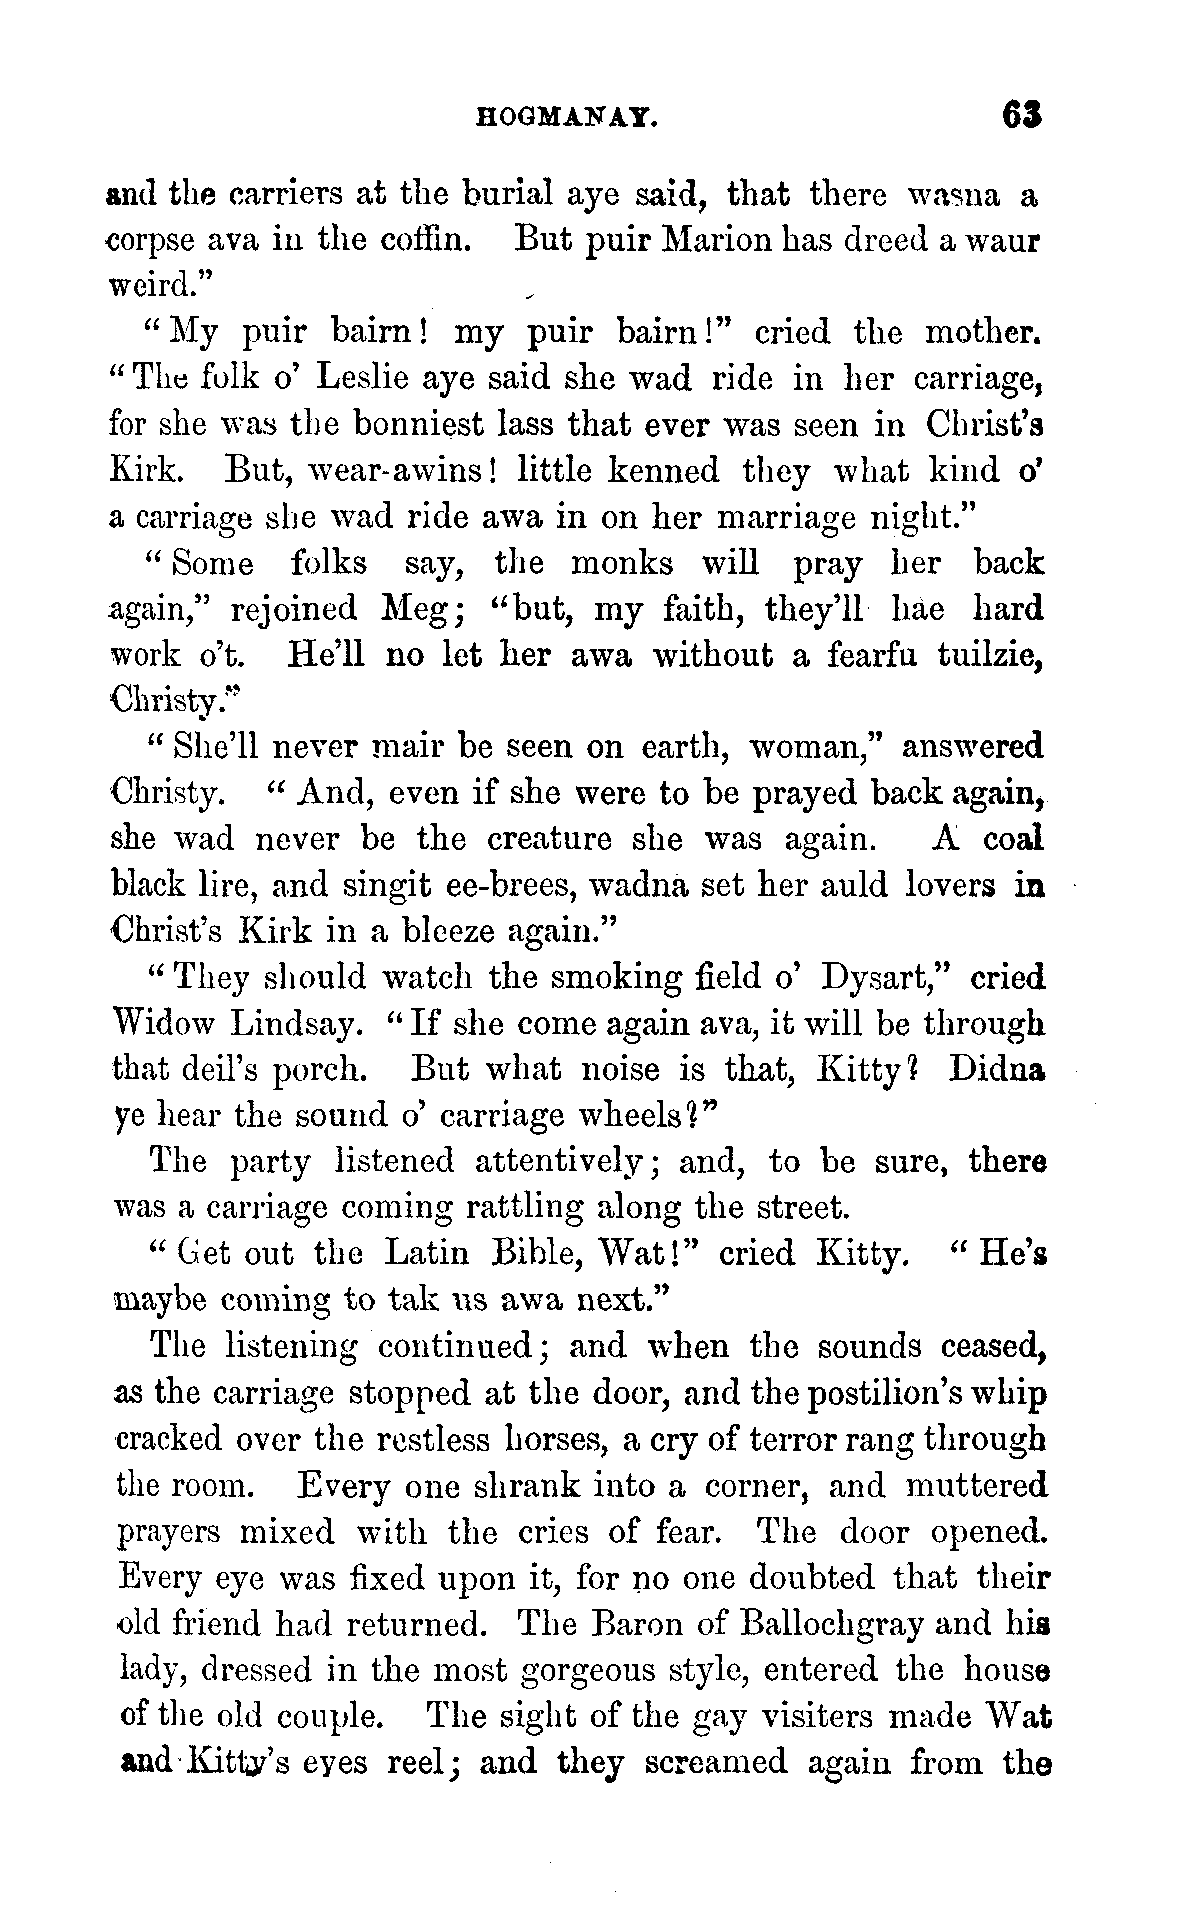 HOGMANAY. 63
and the carriers at the burial aye said, that there wasna a
corpse ava in the coffin. But puir Marion has dreed a waur
weird.”
“My puir bairn! my puir bairn!” cried the mother.
“The folk o’ Leslie aye said she wad ride in her carriage,
for she was the bonniest lass that ever was seen in Christ’s
Kirk. But, wear-awins! little kenned they what kind o’
a carriage she wad ride awa in on her marriage night.”
“Some folks say, the monks will pray her back
again,” rejoined Meg; “but, my faith, they’ll hae hard
work o’t. He’ll no let her awa without a fearfu tuilzie,
Christy.”
“She’ll never mair be seen on earth, woman,” answered
Christy. “And, even if she were to be prayed back again,
she wad never be the creature she was again. A coal
black lire, and singit ee-brees, wadna set her auld lovers in
Christ’s Kirk in a bleeze again.”
“They should watch the smoking field o’ Dysart,” cried
Widow Lindsay. “If she come again ava, it will be through
that deil’s porch. But what noise is that, Kitty? Didna
ye hear the sound o’ carriage wheels?”
The party listened attentively; and, to be sure, there
was a carriage coming rattling along the street.
“Get out the Latin Bible, Wat!” cried Kitty. “He’s
maybe coming to tak us awa next.”
The listening continued; and when the sounds ceased,
as the carriage stopped at the door, and the postilion’s whip
cracked over the restless horses, a cry of terror rang through
the room. Every one shrank into a corner, and muttered
prayers mixed with the cries of fear. The door opened.
Every eye was fixed upon it, for no one doubted that their
old friend had returned. The Baron of Ballochgray and his
lady, dressed in the most gorgeous style, entered the house
of the old couple. The sight of the gay visiters made Wat
and Kitty’s eyes reel; and they screamed again from the